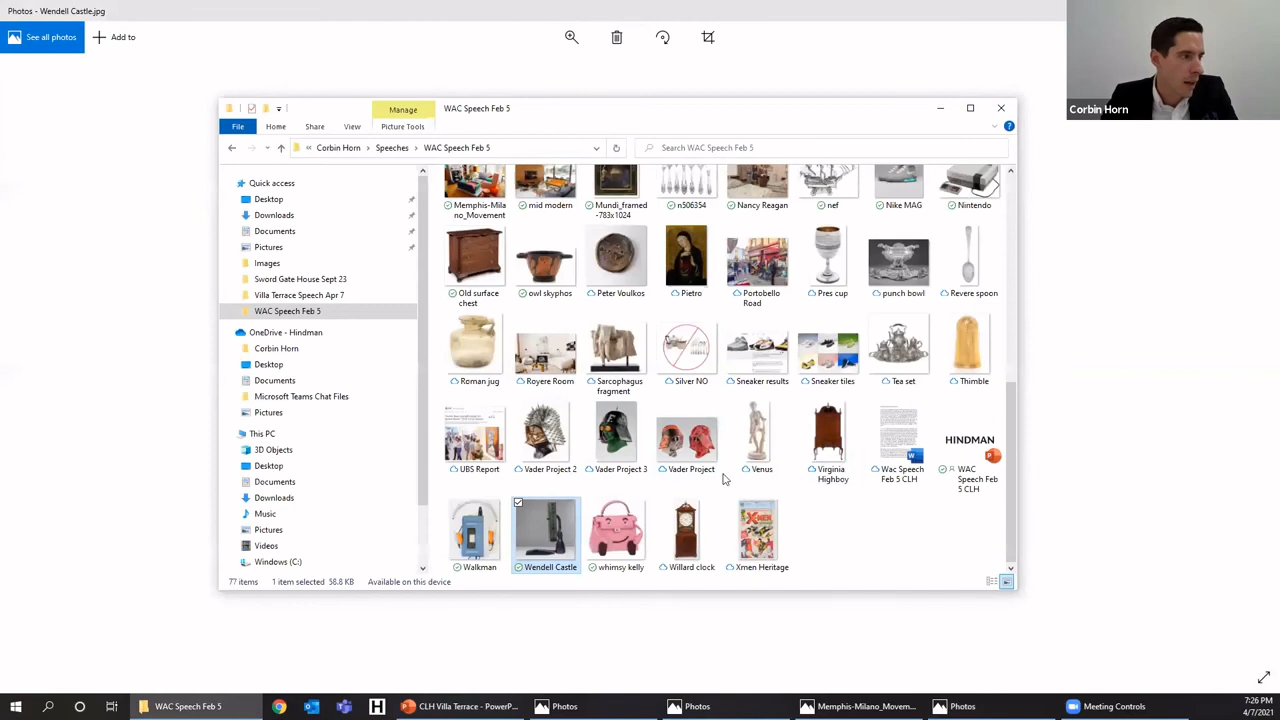 Photos - Wendell Castle.jpg
See all photos
Add to
Corbin Horn
Manage
WAC Speech Feb 5
File
Home
Share
View
Picture Tools
Corbin Horn
Speeches
WAC Speech Feb 5
Search WAC Speech Feb 5
Quick access
Desktop
Downloads
Documents
Pictures
Images
Sword Gate House Sept 23
Villa Terrace Speech Apr 7
WAC Speech Feb 5
OneDrive - Hindman
Corbin Horn
Desktop
Documents
Microsoft Teams Chat Files
Pictures
This PC
3D Objects
Desktop
Documents
Downloads
Music
Pictures
Videos
Windows (C:)
Memphis-Mila
no_Movement
mid modern
Mundi_framed
-783x1024
n506354
Nancy Reagan
nef
Nike MAG
Nintendo
Old surface
chest
owl skyphos
Peter Voulkos
Pietro
Portobello
Road
Pres cup
punch bowl
Revere spoon
Roman jug
Royere Room
Sarcophagus
fragment
Silver NO
Sneaker results
Sneaker tiles
Tea set
Thimble
HINDMAN
UBS Report
Vader Project 2
Vader Project 3
Vader Project
Venus
Virginia
Highboy
Wac Speech
Feb 5 CLH
WAC
Speech Feb
5 CLH
X-MEN
Walkman
Wendell Castle
whimsy kelly
Willard clock
Xmen Heritage
77 items
1 item selected 58.8 KB
Available on this device
WAC Speech Feb 5
H
CLH Villa Terrace - PowerP...
Photos
Photos
Memphis-Milano_Movem...
Photos
Meeting Controls
7:26 PM
4/7/2021